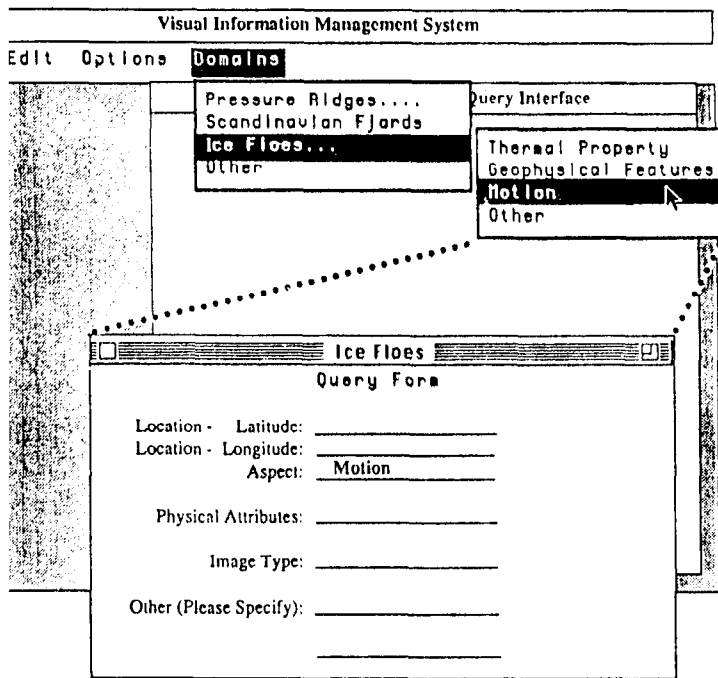 Visual Information Management System
Edit Options Domains
Pressure Ridges....
Query Interface
Scandinavian Fjords
Ice Floes...
Other
Thermal Property
Geophysical Features
Motion
Other
Ice Floes
Query Form
Location - Latitude:
Location - Longitude:
Aspect: Motion
Physical Attributes:
Image Type:
Other (Please Specify):